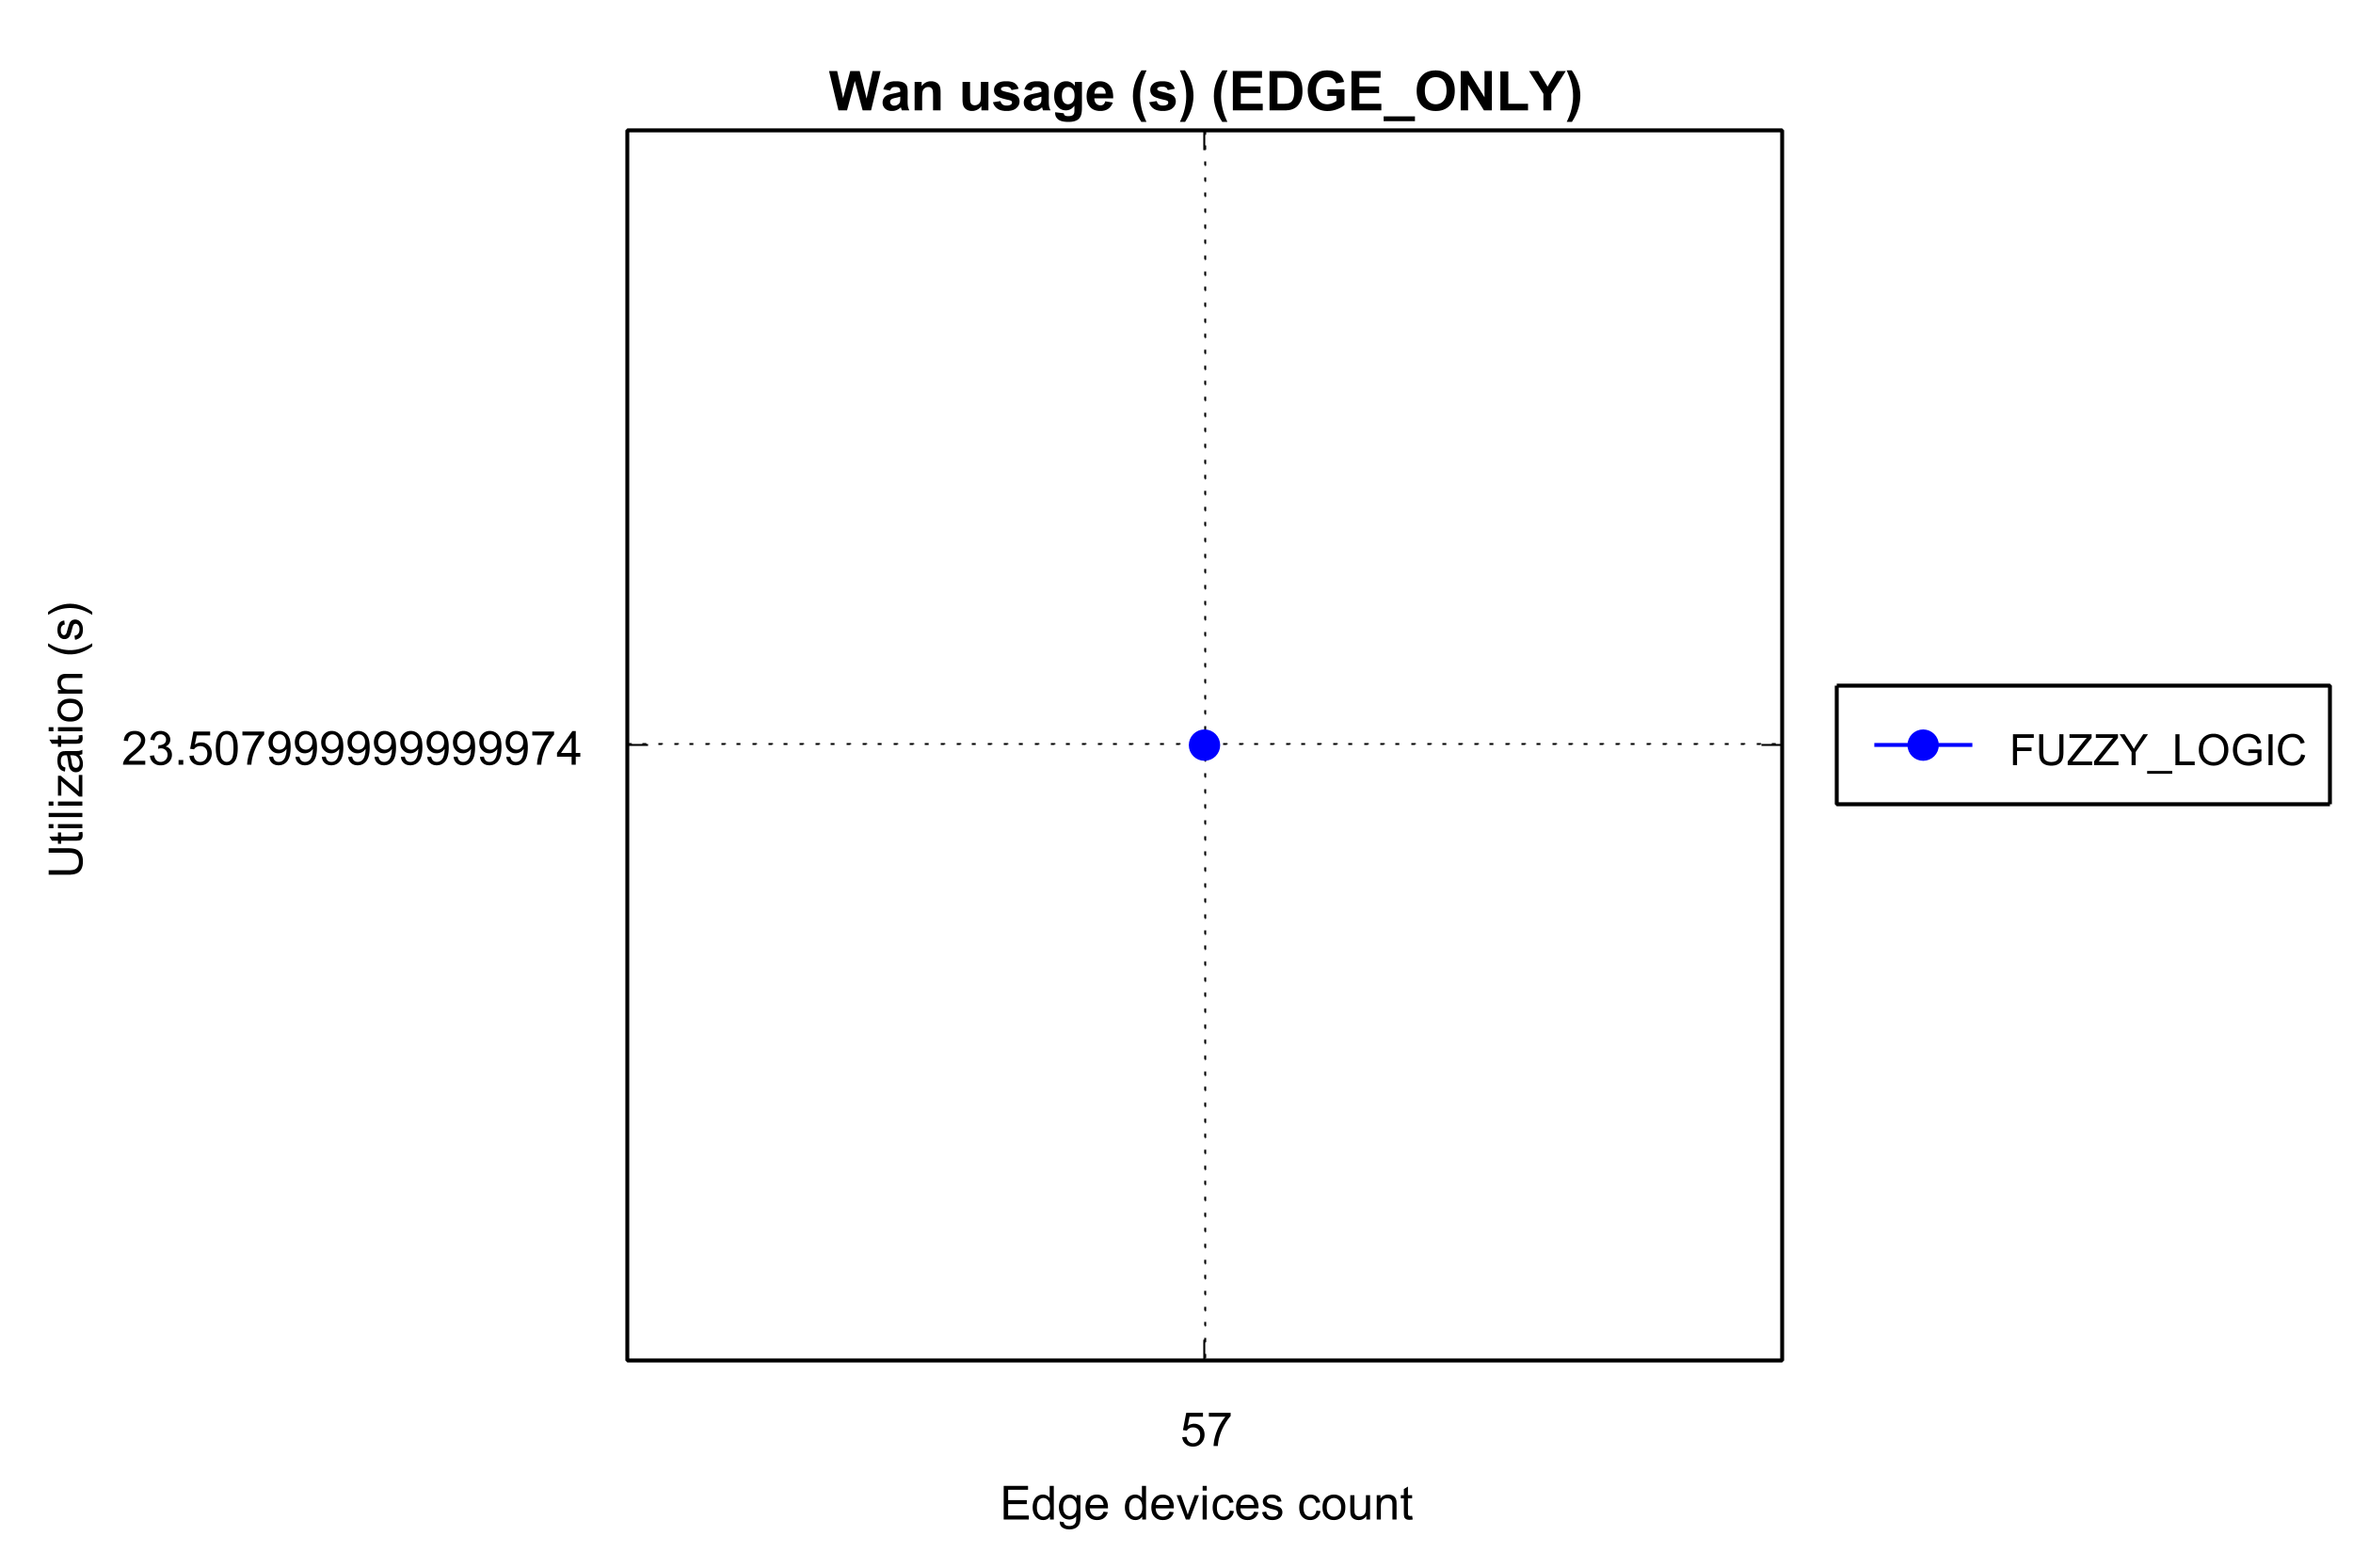 Wan usage (s) (EDGE_ONLY)
Utilization (s)
23.507999999999974
FUZZY_LOGIC
57
Edge devices count